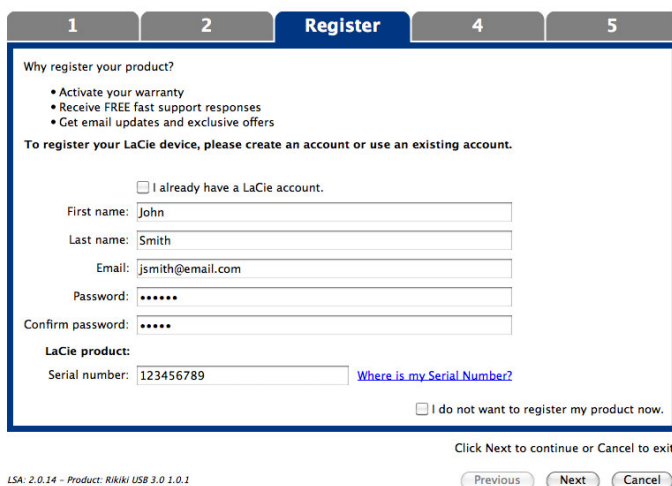 1 2 Register 4 5
Why register your product?
• Activate your warranty
• Receive FREE fast support responses
• Get email updates and exclusive offers
To register your LaCie device, please create an account or use an existing account.
I already have a LaCie account.
First name: John
Last name: Smith
Email: jsmith@email.com
Password: ••••••
Confirm password: •••••
LaCie product:
Serial number: 123456789 Where is my Serial Number?
I do not want to register my product now.
Click Next to continue or Cancel to exit
LSA: 2.0.14 – Product: Rikiki USB 3.0 1.0.1 Previous Next Cancel